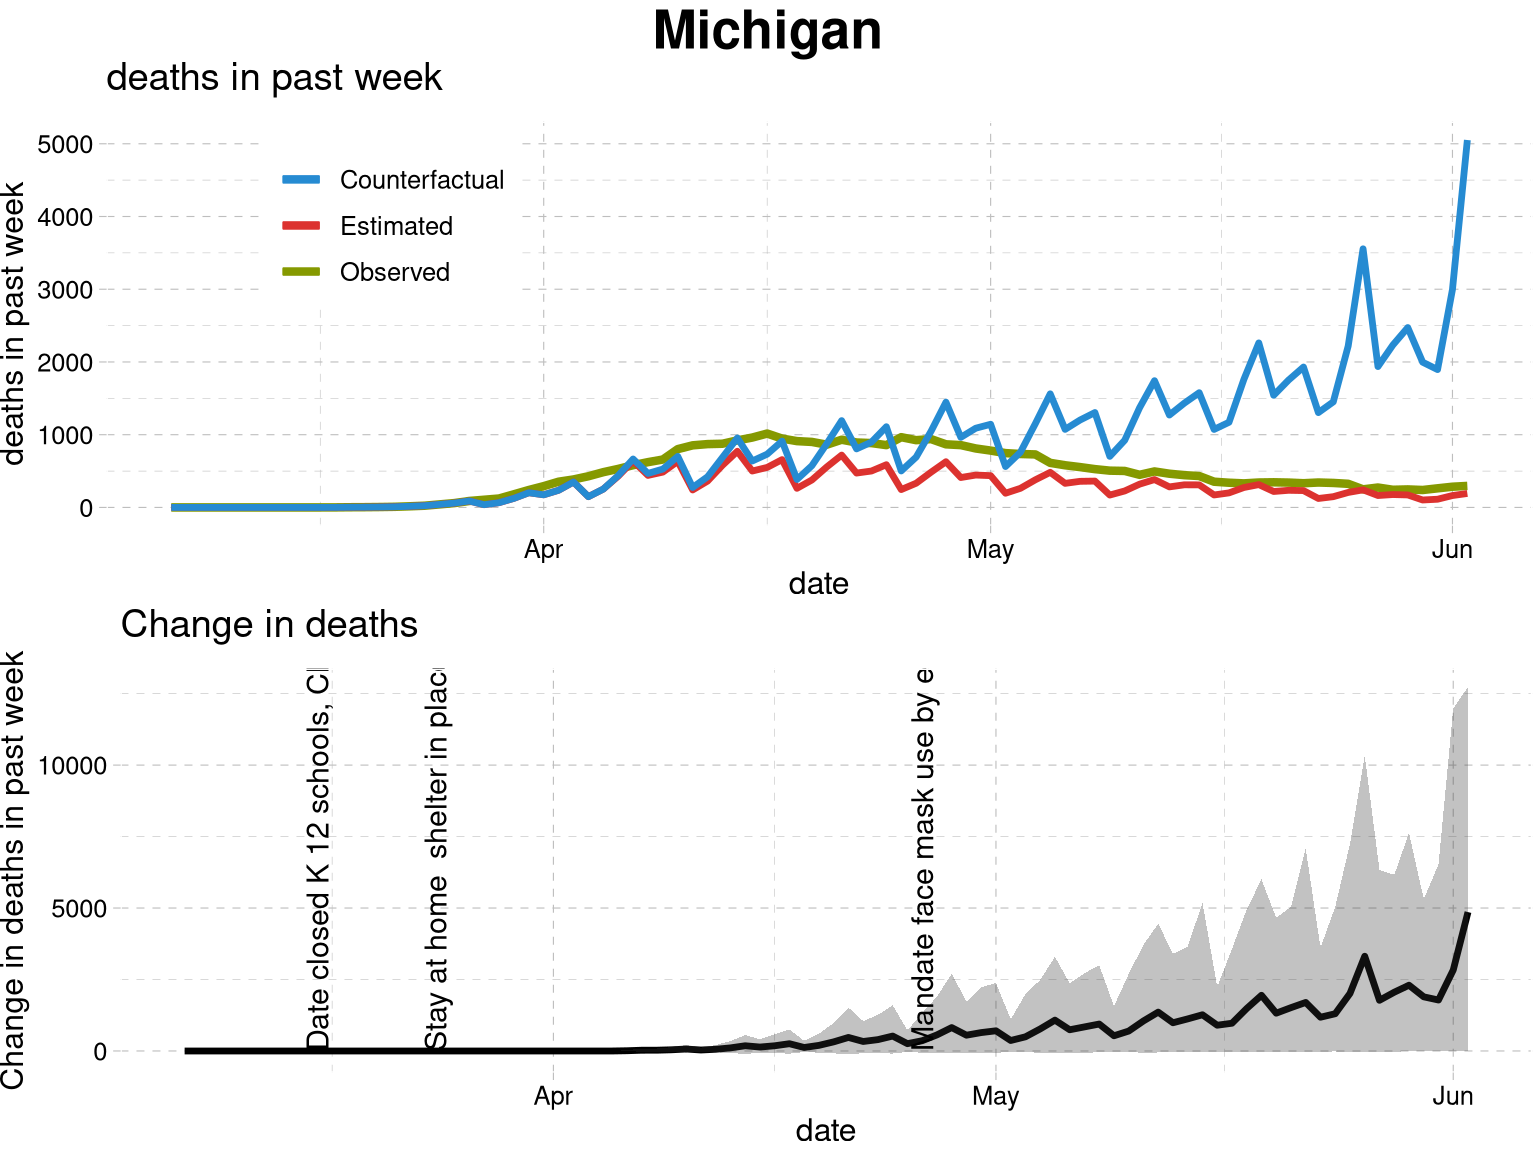 Michigan
deaths in past week
deaths in past week
5000
4000
3000
2000
1000
0
Counterfactual
Estimated
Observed
Apr
May
Jun
date
Change in deaths
Change in deaths in past week
10000
5000
0
Date closed K 12 schools,
Stay at home shelter in place
Mandate face mask use by e
Apr
May
Jun
date